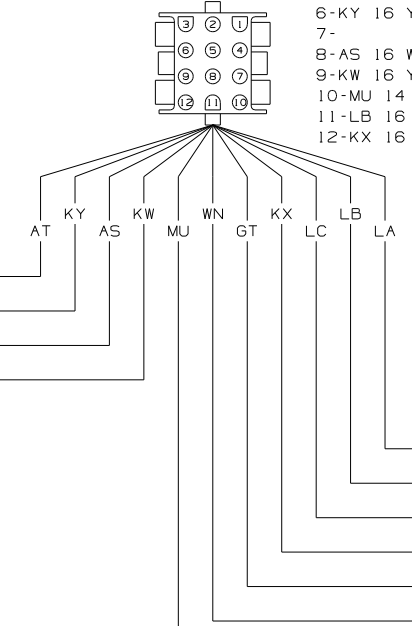 3 2 1
6 5 4
9 8 7
12 11 10
6-KY 16 Y
7-
8-AS 16 W
9-KW 16 Y
10-MU 14
11-LB 16
12-KX 16
KY KW WN KX LB
AT AS MU GT LC LA